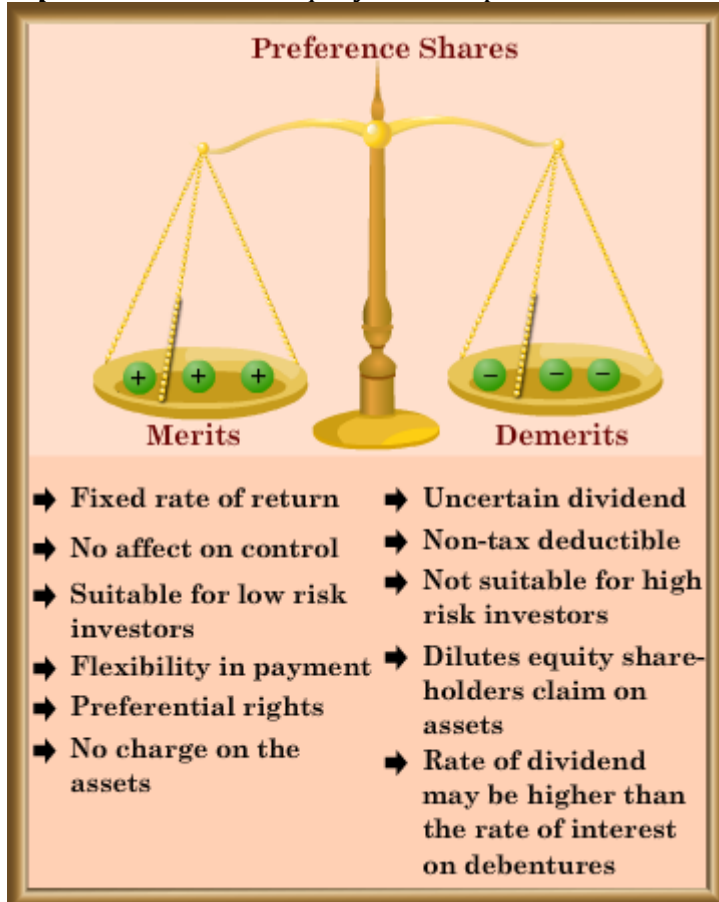 Preference Shares
Merits
Demerits
Fixed rate of return
No affect on control
Suitable for low risk
investors
Flexibility in payment
Preferential rights
No charge on the
assets
Uncertain dividend
Non-tax deductible
Not suitable for high
risk investors
Dilutes equity share-
holders claim on
assets
Rate of dividend
may be higher than
the rate of interest
on debentures